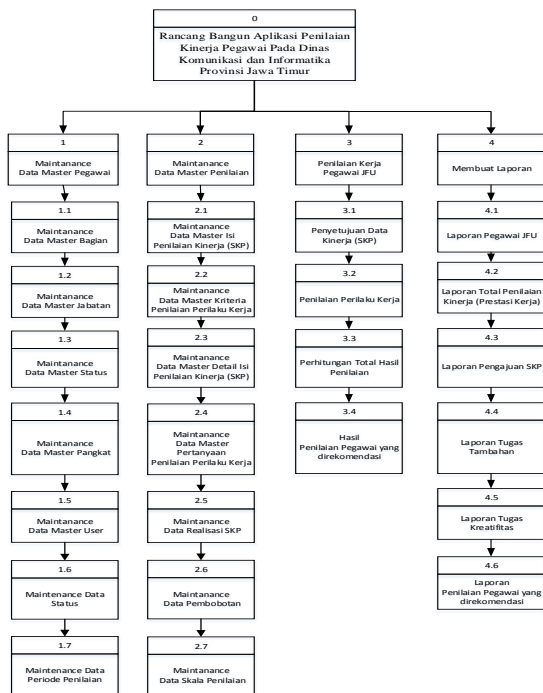 0
Rancang Bangun Aplikasi Penilaian
Kinerja Pegawai Pada Dinas
Komunikasi dan Informatika
Provinsi Jawa Timur
1
Maintanance
Data Master Pegawai
1.1
Maintanance
Data Master Bagian
1.2
Maintanance
Data Master Jabatan
1.3
Maintanance
Data Master Status
1.4
Maintanance
Data Master Pangkat
1.5
Maintanance
Data Master User
1.6
Maintenance Data
Status
1.7
Maintenance Data
Periode Penilaian
2
Maintanance
Data Master Penilaian
2.1
Maintanance
Data Master Isi
Penilaian Kinerja (SKP)
2.2
Maintanance
Data Master Kriteria
Penilaian Perilaku Kerja
2.3
Maintanance
Data Master Detail Isi
Penilaian Kinerja (SKP)
2.4
Maintanance
Data Master
Pertanyaan
Penilaian Perilaku Kerja
2.5
Maintanance
Data Realisasi SKP
2.6
Maintanance
Data Pembobotan
2.7
Maintanance
Data Skala Penilaian
3
Penilaian Kerja
Pegawai JFU
3.1
Penyetujuan Data
Kinerja (SKP)
3.2
Penilaian Perilaku Kerja
3.3
Perhitungan Total Hasil
Penilaian
3.4
Hasil
Penilaian Pegawai yang
direkomendasi
4
Membuat Laporan
4.1
Laporan Pegawai JFU
4.2
Laporan Total Penilaian
Kinerja (Prestasi Kerja)
4.3
Laporan Pengajuan SKP
4.4
Laporan Tugas
Tambahan
4.5
Laporan Tugas
Kreatifitas
4.6
Laporan
Penilaian Pegawai yang
direkomendasi